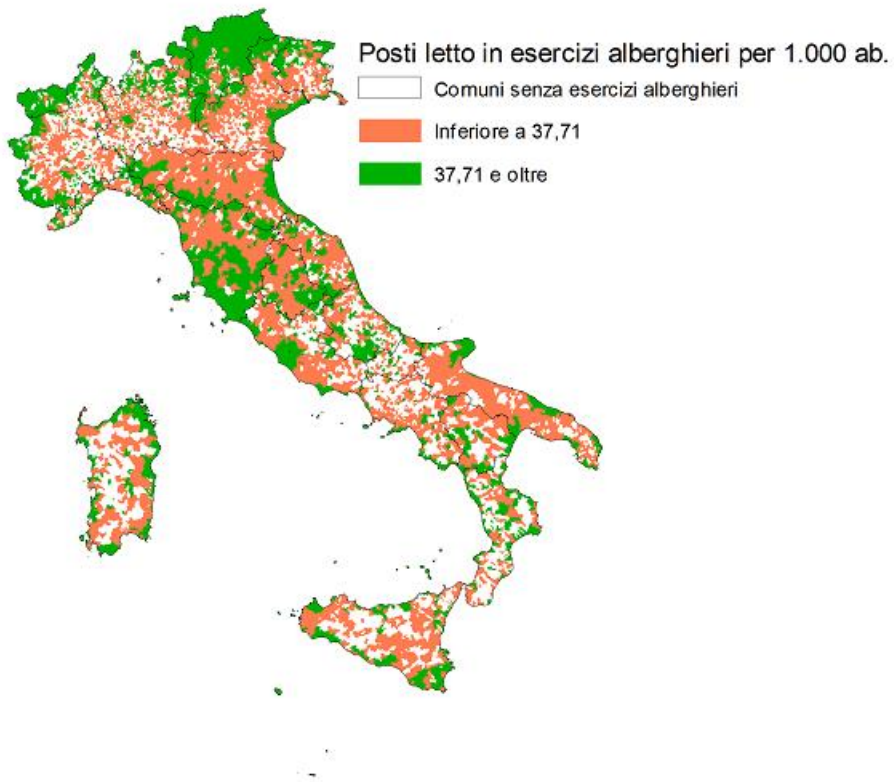 Posti letto in esercizi alberghieri per 1.000 ab.
Comuni senza esercizi alberghieri
Inferiore a 37,71
37,71 e oltre